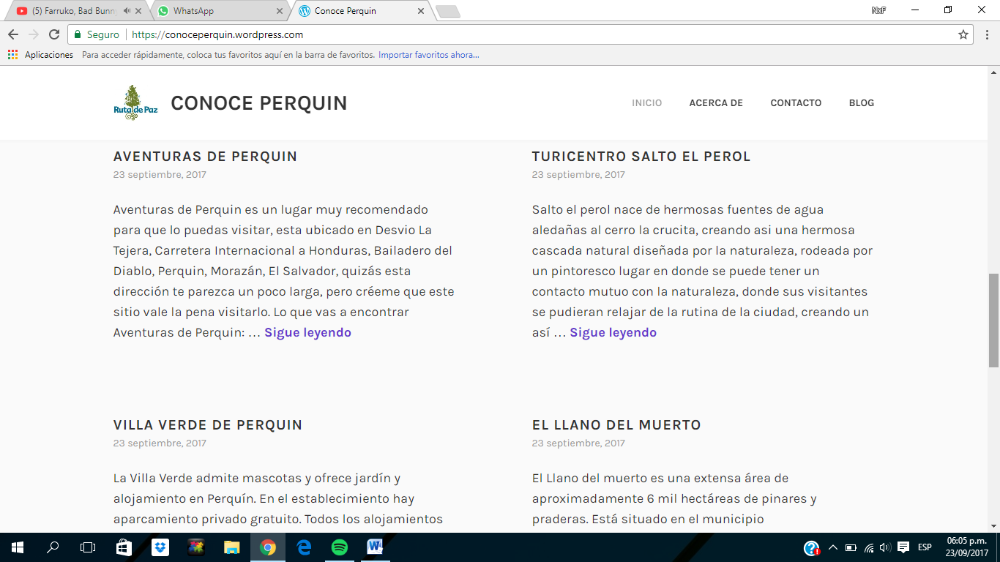 (5) Farruko, Bad Bunn
WhatsApp
Conoce Perquin
NxF
Seguro
https://conoceperquin.wordpress.com
Aplicaciones
Para acceder rápidamente, coloca tus favoritos aquí en la barra de favoritos.
Importar favoritos ahora...
Ruta de Paz
CONOCE PERQUIN
INICIO
ACERCA DE
CONTACTO
BLOG
AVENTURAS DE PERQUIN
23 septiembre, 2017
Aventuras de Perquin es un lugar muy recomendado
para que lo puedas visitar, esta ubicado en Desvio La
Tejera, Carretera Internacional a Honduras, Bailadero del
Diablo, Perquin, Morazán, El Salvador, quizás esta
dirección te parezca un poco larga, pero créeme que este
sitio vale la pena visitarlo. Lo que vas a encontrar
Aventuras de Perquin: … Sigue leyendo
TURICENTRO SALTO EL PEROL
23 septiembre, 2017
Salto el perol nace de hermosas fuentes de agua
aledañas al cerro la crucita, creando asi una hermosa
cascada natural diseñada por la naturaleza, rodeada por
un pintoresco lugar en donde se puede tener un
contacto mutuo con la naturaleza, donde sus visitantes
se pudieran relajar de la rutina de la ciudad, creando un
así … Sigue leyendo
VILLA VERDE DE PERQUIN
23 septiembre, 2017
La Villa Verde admite mascotas y ofrece jardín y
alojamiento en Perquín. En el establecimiento hay
aparcamiento privado gratuito. Todos los alojamientos
EL LLANO DEL MUERTO
23 septiembre, 2017
El Llano del muerto es una extensa área de
aproximadamente 6 mil hectáreas de pinares y
praderas. Está situado en el municipio
ESP
06:05 p.m.
23/09/2017